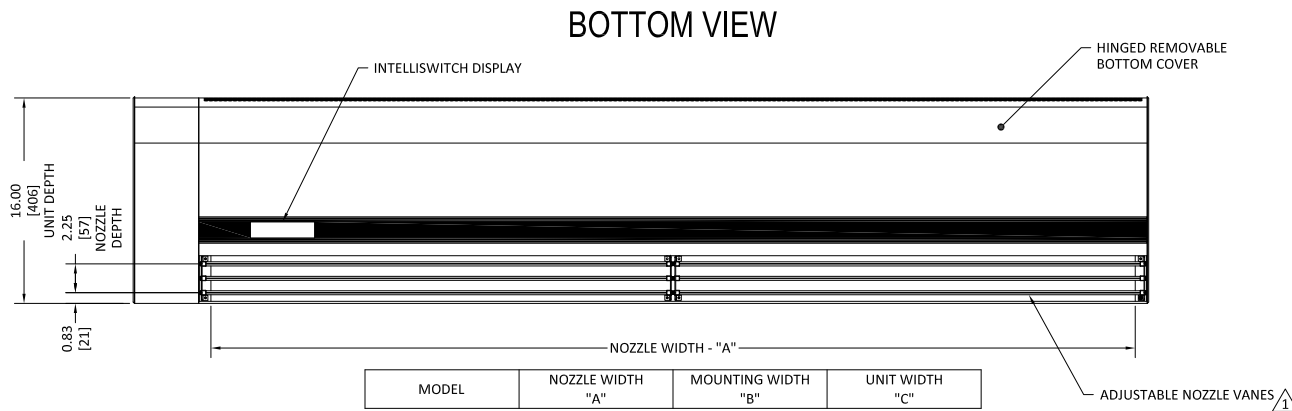 BOTTOM VIEW
INTELLISWITCH DISPLAY
HINGED REMOVABLE
BOTTOM COVER
16.00
[406]
UNIT DEPTH
2.25
[57]
NOZZLE
DEPTH
0.83
[21]
NOZZLE WIDTH - "A"
ADJUSTABLE NOZZLE VANES
1
MODEL
NOZZLE WIDTH
"A"
MOUNTING WIDTH
"B"
UNIT WIDTH
"C"